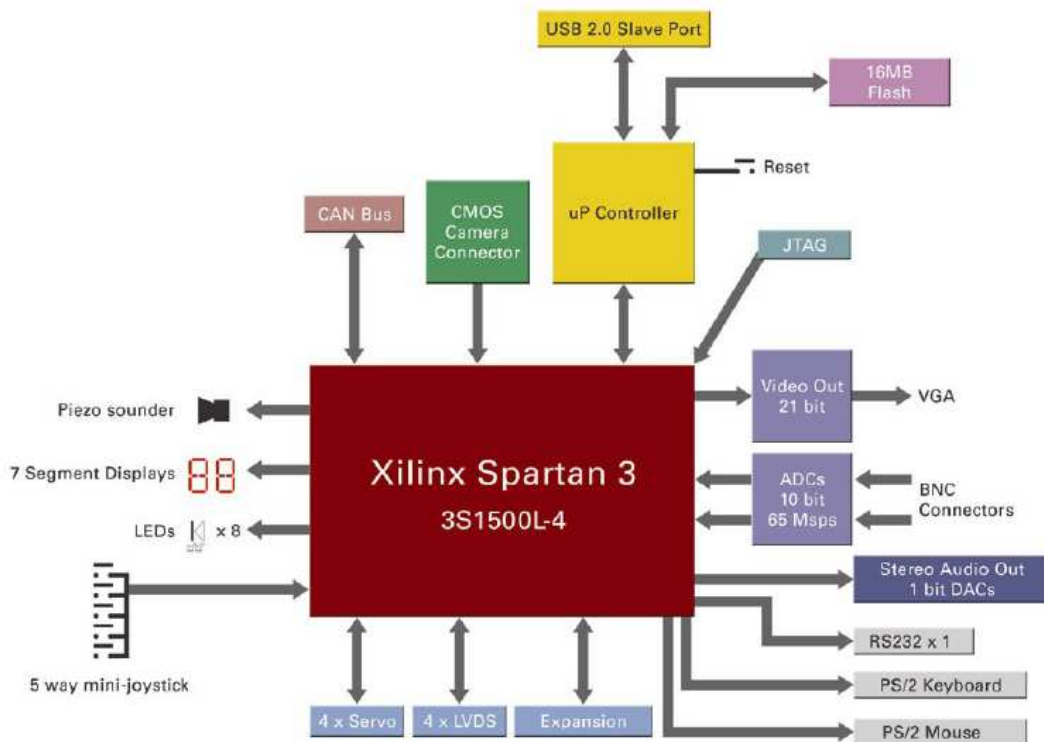 USB 2.0 Slave Port
16MB
Flash
Reset
uP Controller
CAN Bus
CMOS
Camera
Connector
JTAG
Video Out
21 bit
VGA
Piezo sounder
7 Segment Displays
88
Xilinx Spartan 3
3S1500L-4
ADCs
10 bit
65 Msps
BNC
Connectors
LEDs x 8
Stereo Audio Out
1 bit DACs
RS232 x 1
5 way mini-joystick
PS/2 Keyboard
4 x Servo
4 x LVDS
Expansion
PS/2 Mouse